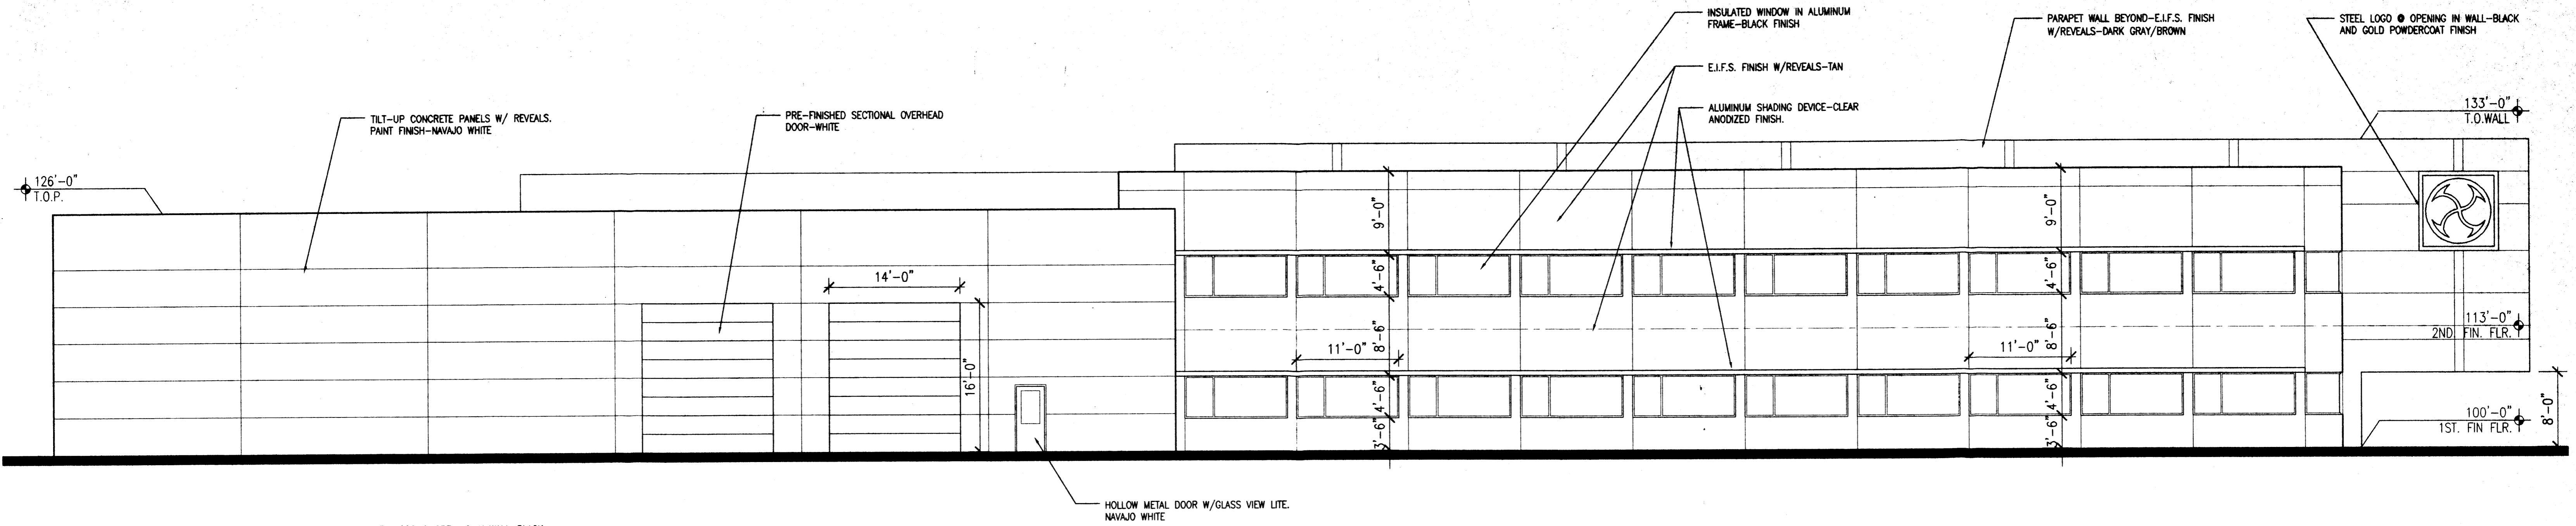 INSULATED WINDOW IN ALUMINUM
FRAME-BLACK FINISH
PARAPET WALL BEYOND-E.I.F.S. FINISH
W/REVEALS-DARK GRAY/BROWN
STEEL LOGO @ OPENING IN WALL-BLACK
AND GOLD POWDERCOAT FINISH
E.I.F.S. FINISH W/REVEALS-TAN
TILT-UP CONCRETE PANELS W/ REVEALS.
PAINT FINISH-NAVAJO WHITE
PRE-FINISHED SECTIONAL OVERHEAD
DOOR-WHITE
ALUMINUM SHADING DEVICE-CLEAR
ANODIZED FINISH.
133'-0"
T.O.WALL
126'-0"
T.O.P.
9'-0"
9'-0"
14'-0"
4'-6"
4'-6"
16'-0"
8'-6"
8'-6"
11'-0"
11'-0"
113'-0"
2ND. FIN. FLR.
4'-6"
4'-6"
3'-6"
3'-6"
100'-0"
1ST. FIN FLR.
8'-0"
HOLLOW METAL DOOR W/GLASS VIEW LITE.
NAVAJO WHITE